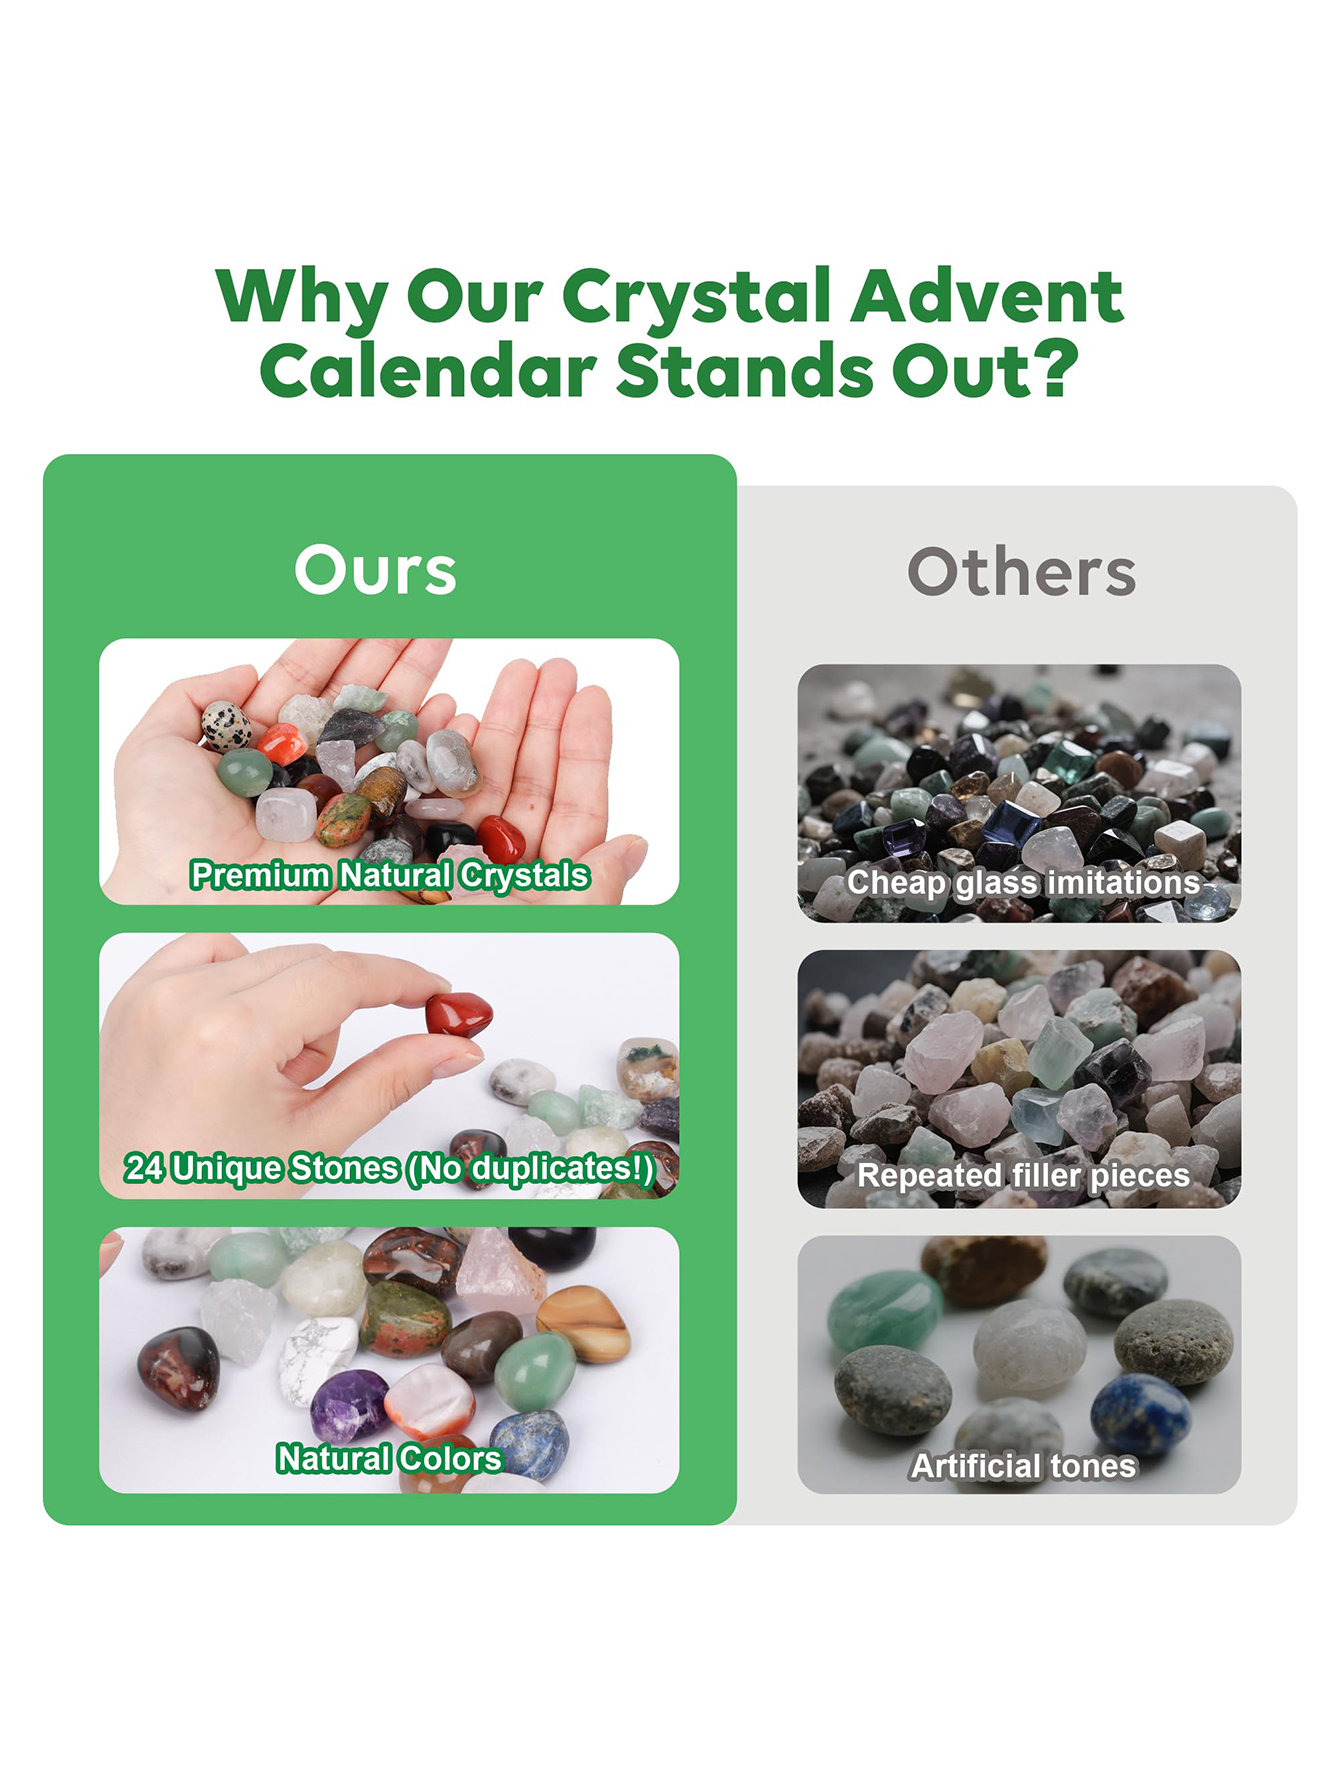 Why Our Crystal Advent
Calendar Stands Out?
Ours
Premium Natural Crystals
24 Unique Stones (No duplicates!)
Natural Colors
Others
Cheap glass imitations
Repeated filler pieces
Artificial tones